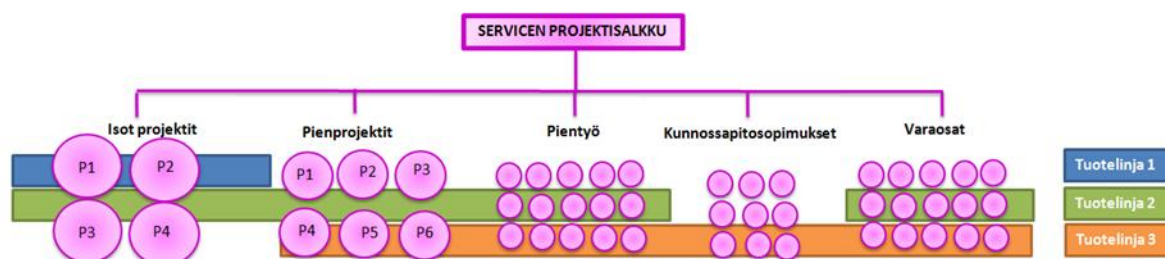 SERVICEN PROJEKTISALKKU
Isot projektit
Pienprojektit
Pientyö
Kunnossapitosopimukset
Varaosat
P1
P2
P1
P2
P3
Tuotelinja 1
Tuotelinja 2
P3
P4
P4
P5
P6
Tuotelinja 3